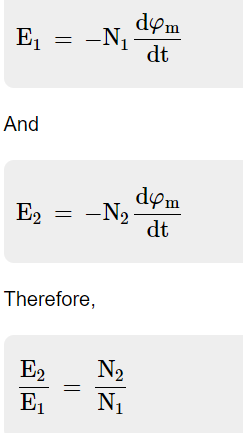 E₁ = −N₁ dφₘ/dt
And
E₂ = −N₂ dφₘ/dt
Therefore,
E₂/E₁ = N₂/N₁